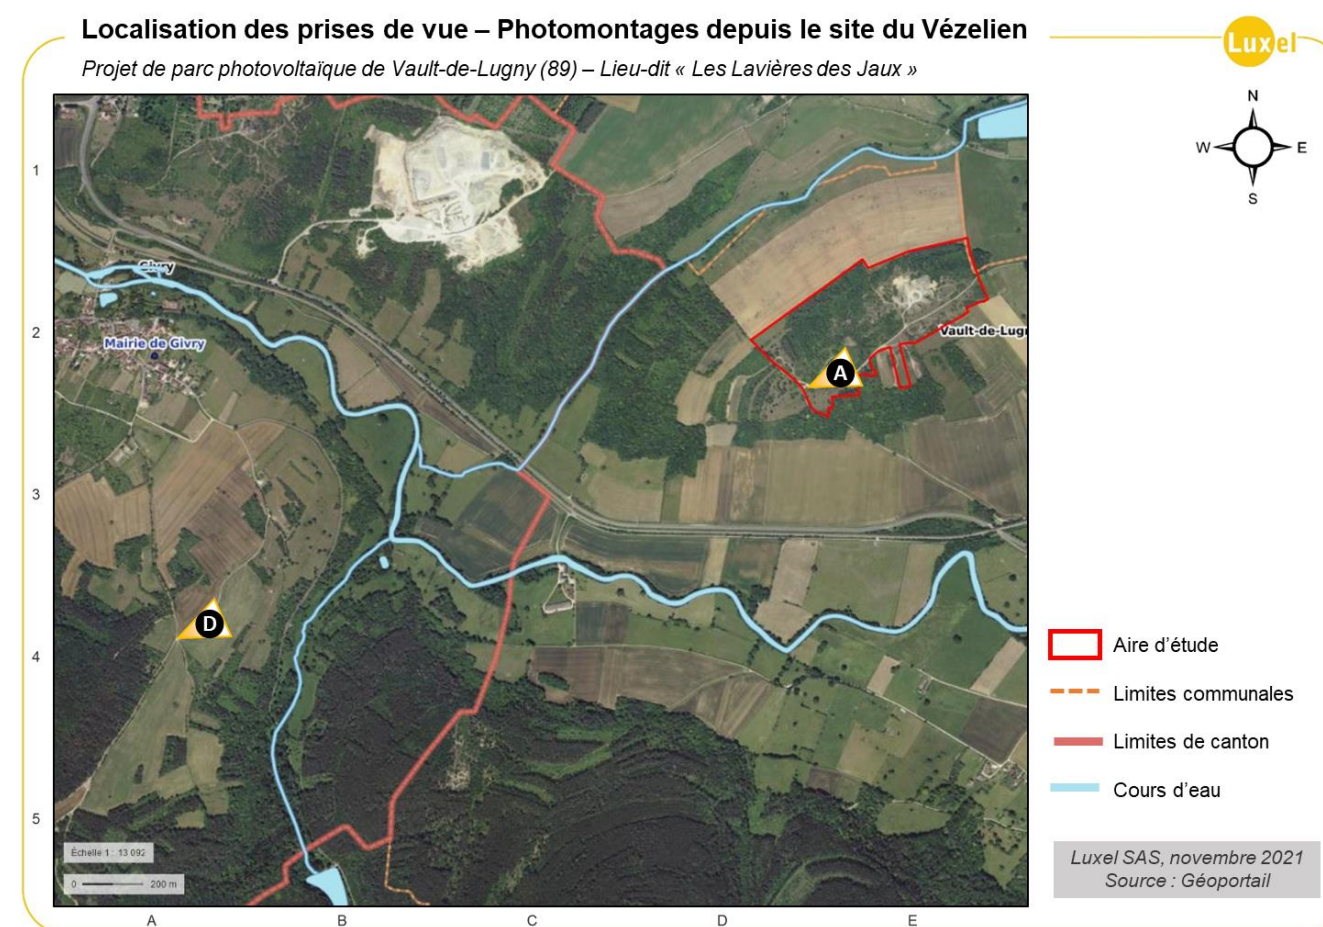 Localisation des prises de vue – Photomontages depuis le site du Vézelien
Projet de parc photovoltaïque de Vault-de-Lugny (89) – Lieu-dit « Les Lavières des Jaux »
Luxel
N
W
E
S
1
2
3
4
5
Givry
Mairie de Givry
Vault-de-Lugn
A
D
Aire d'étude
Limites communales
Limites de canton
Cours d'eau
Échelle 1 : 13 092
0
200 m
Luxel SAS, novembre 2021
Source : Géoportail
A
B
C
D
E